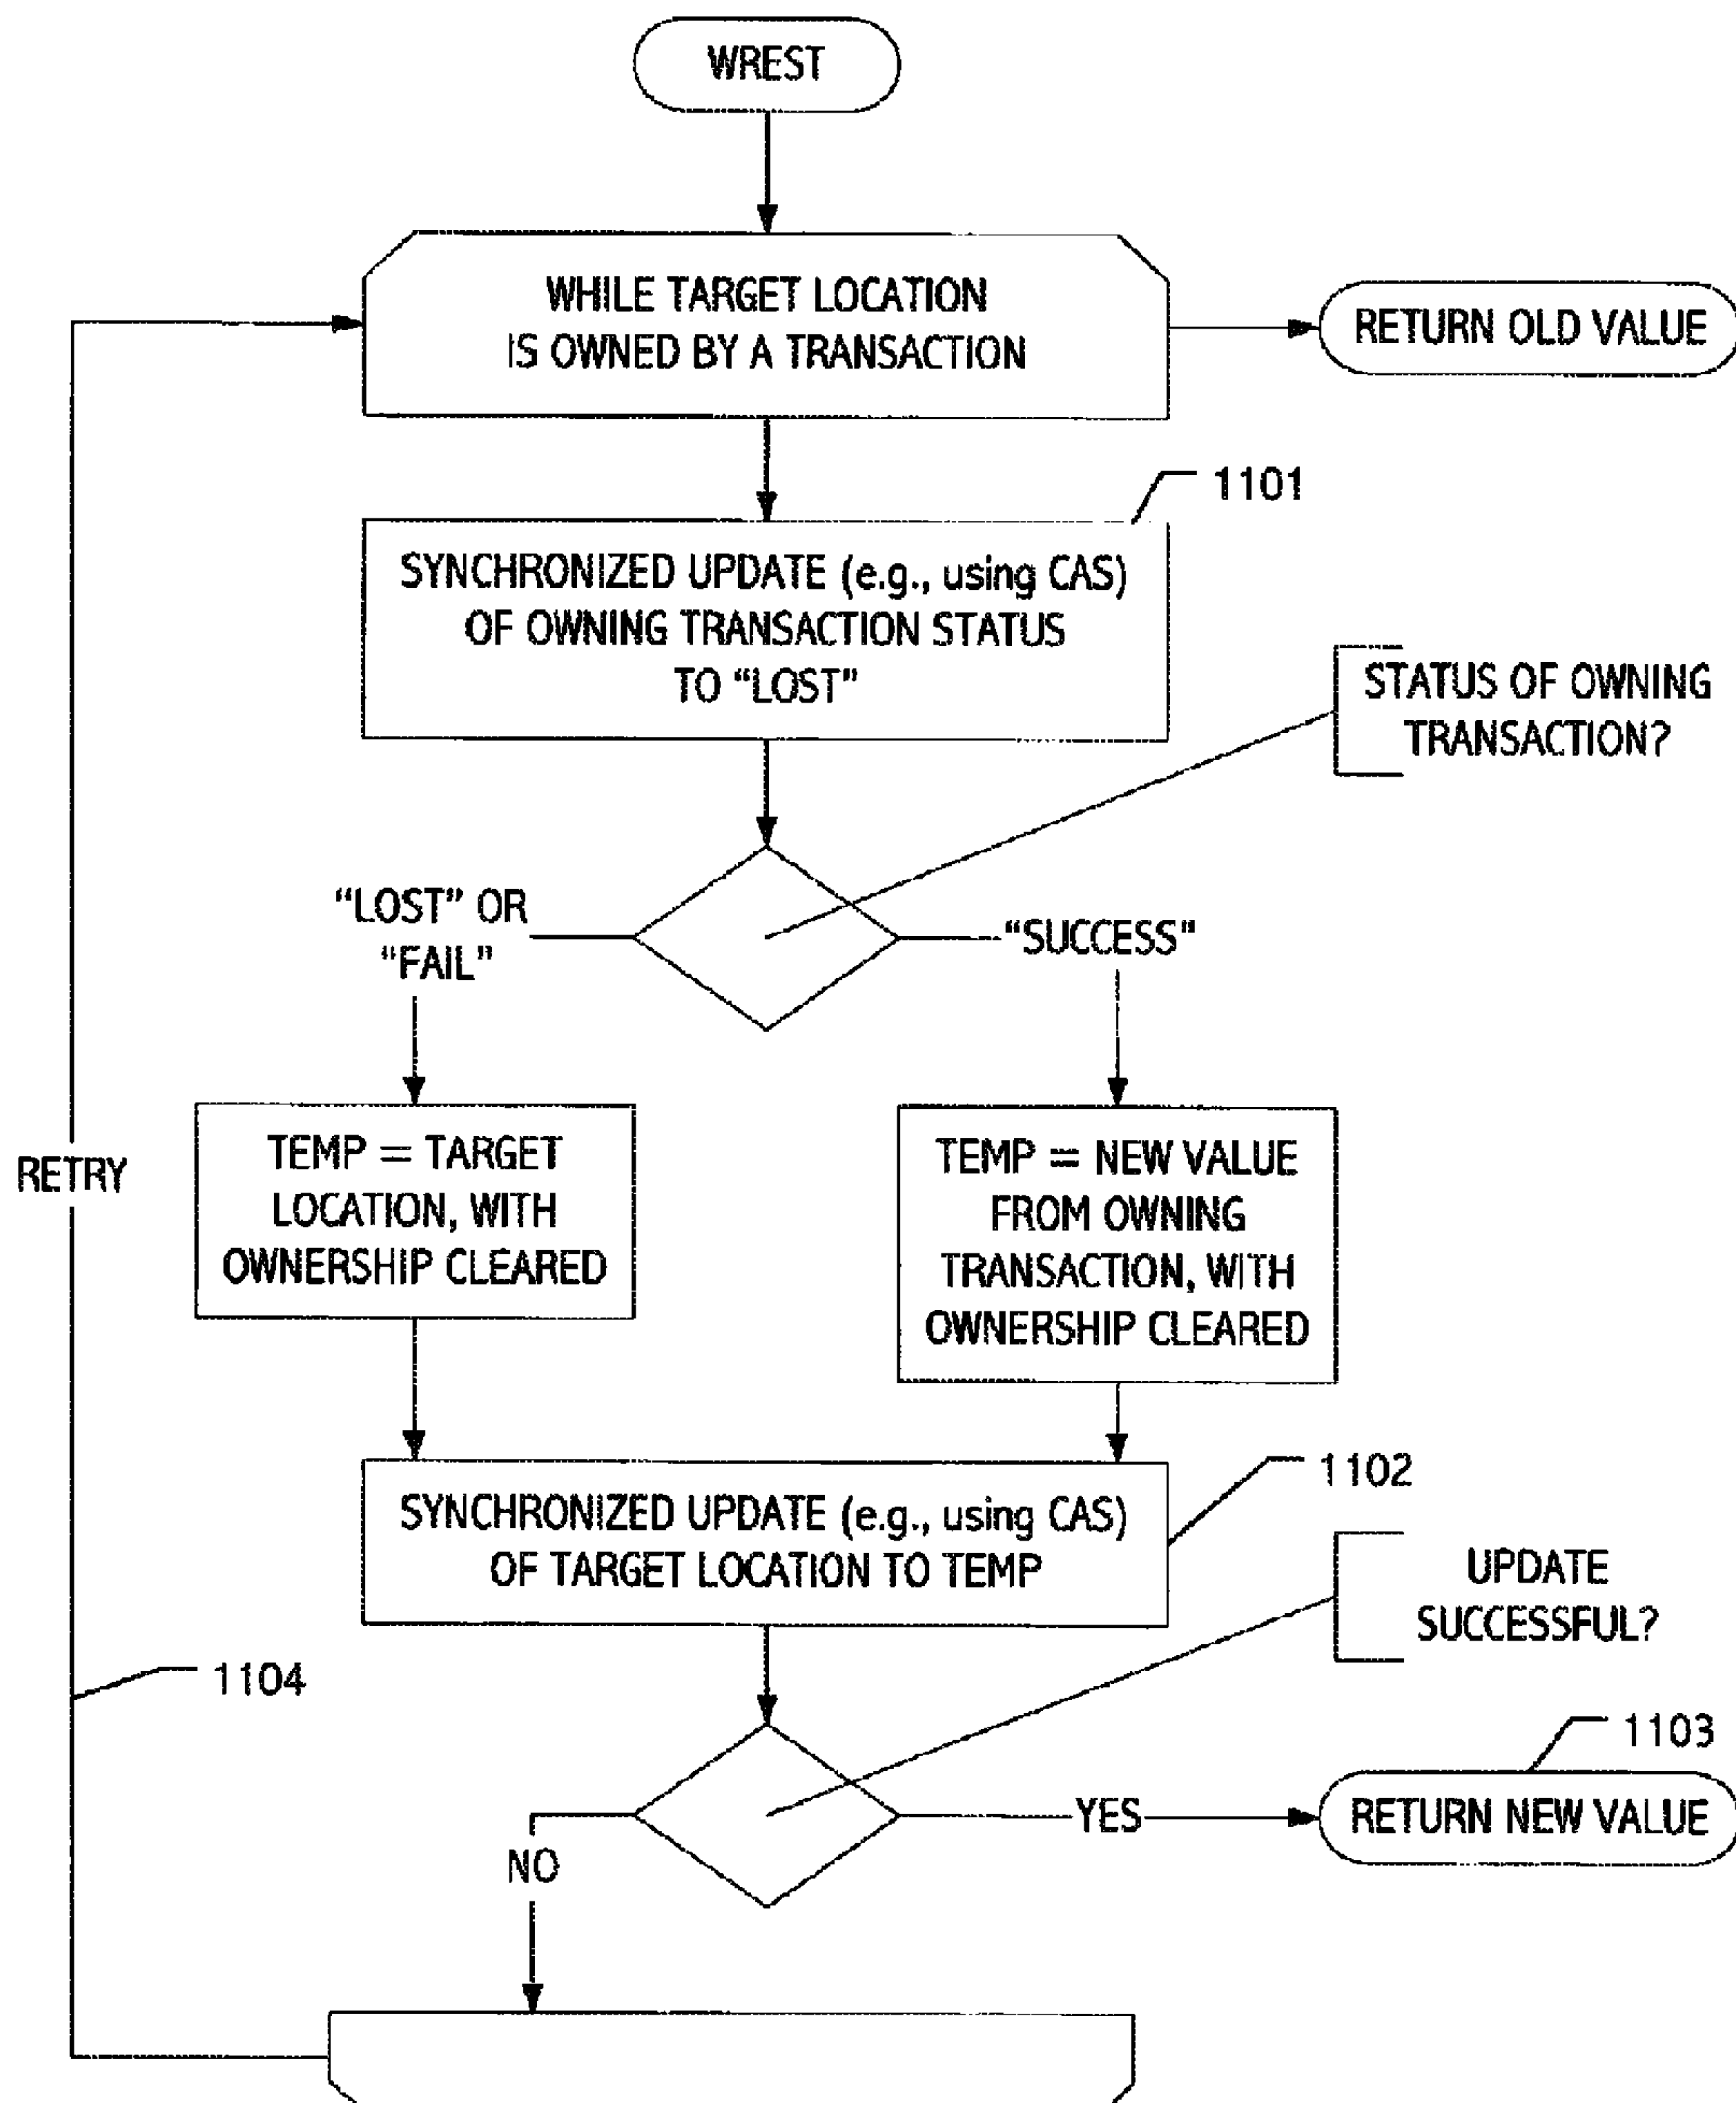 WREST
WHILE TARGET LOCATION
IS OWNED BY A TRANSACTION
RETURN OLD VALUE
1101
SYNCHRONIZED UPDATE (e.g., using CAS)
OF OWNING TRANSACTION STATUS
TO “LOST”
STATUS OF OWNING
TRANSACTION?
“LOST” OR
“FAIL”
“SUCCESS”
RETRY
TEMP = TARGET
LOCATION, WITH
OWNERSHIP CLEARED
TEMP = NEW VALUE
FROM OWNING
TRANSACTION, WITH
OWNERSHIP CLEARED
1102
SYNCHRONIZED UPDATE (e.g., using CAS)
OF TARGET LOCATION TO TEMP
UPDATE
SUCCESSFUL?
1104
1103
YES
RETURN NEW VALUE
NO